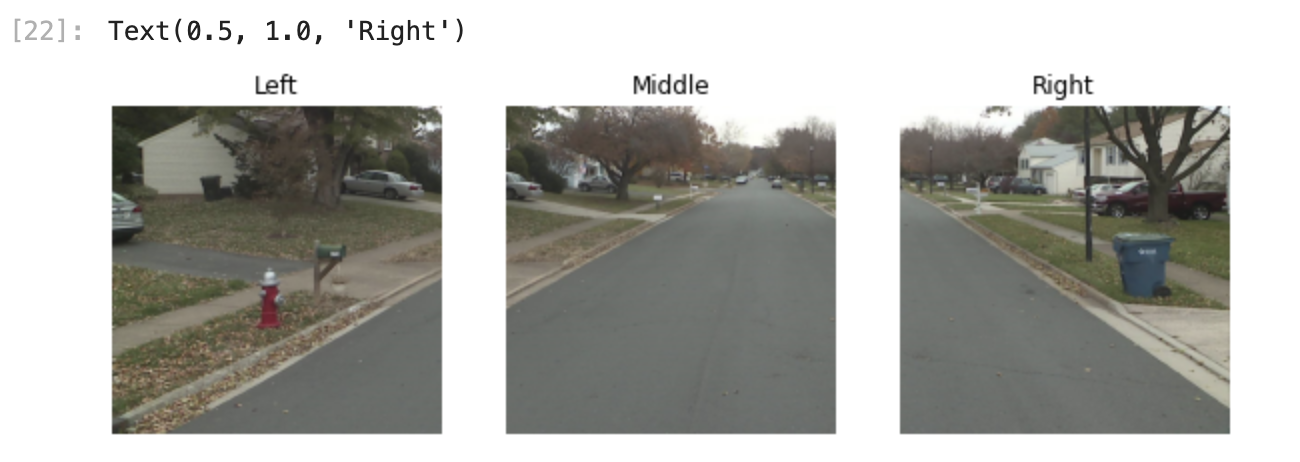 [22]: Text(0.5, 1.0, 'Right')
Left Middle Right